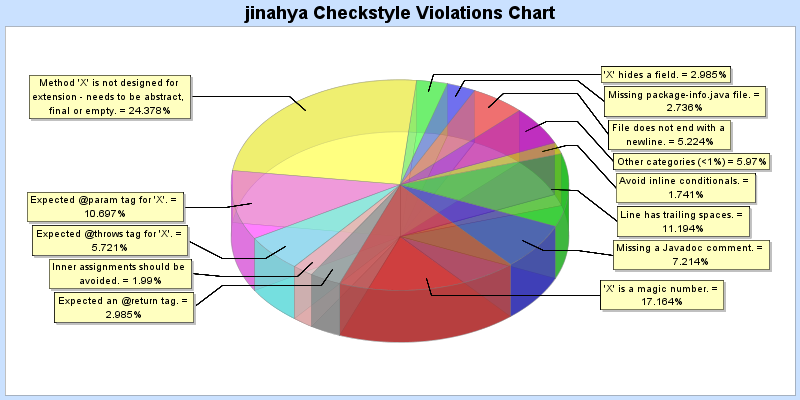 jinahya Checkstyle Violations Chart
Method 'X' is not designed for
extension - needs to be abstract,
final or empty. = 24.378%
Expected @param tag for 'X'. =
10.697%
Expected @throws tag for 'X'. =
5.721%
Inner assignments should be
avoided. = 1.99%
Expected an @return tag. =
2.985%
'X' hides a field. = 2.985%
Missing package-info.java file. =
2.736%
File does not end with a
newline. = 5.224%
Other categories (<1%) = 5.97%
Avoid inline conditionals. =
1.741%
Line has trailing spaces. =
11.194%
Missing a Javadoc comment. =
7.214%
'X' is a magic number. =
17.164%